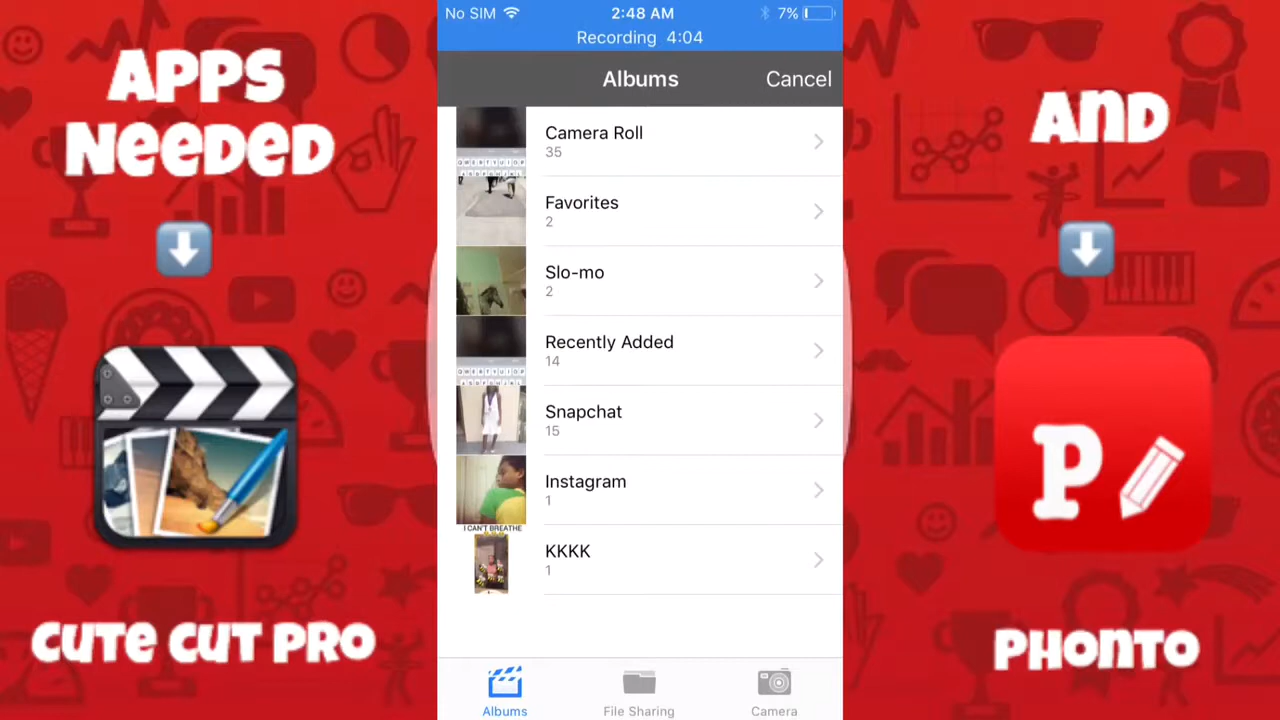 APPS
NEEDED
CUTE CUT PRO
No SIM
2:48 AM
7%
Recording 4:04
Albums
Cancel
Camera Roll
35
Favorites
2
Slo-mo
2
Recently Added
14
Snapchat
15
Instagram
1
I CAN'T BREATHE
KKKK
1
Albums
File Sharing
Camera
AND
P
PHONTO